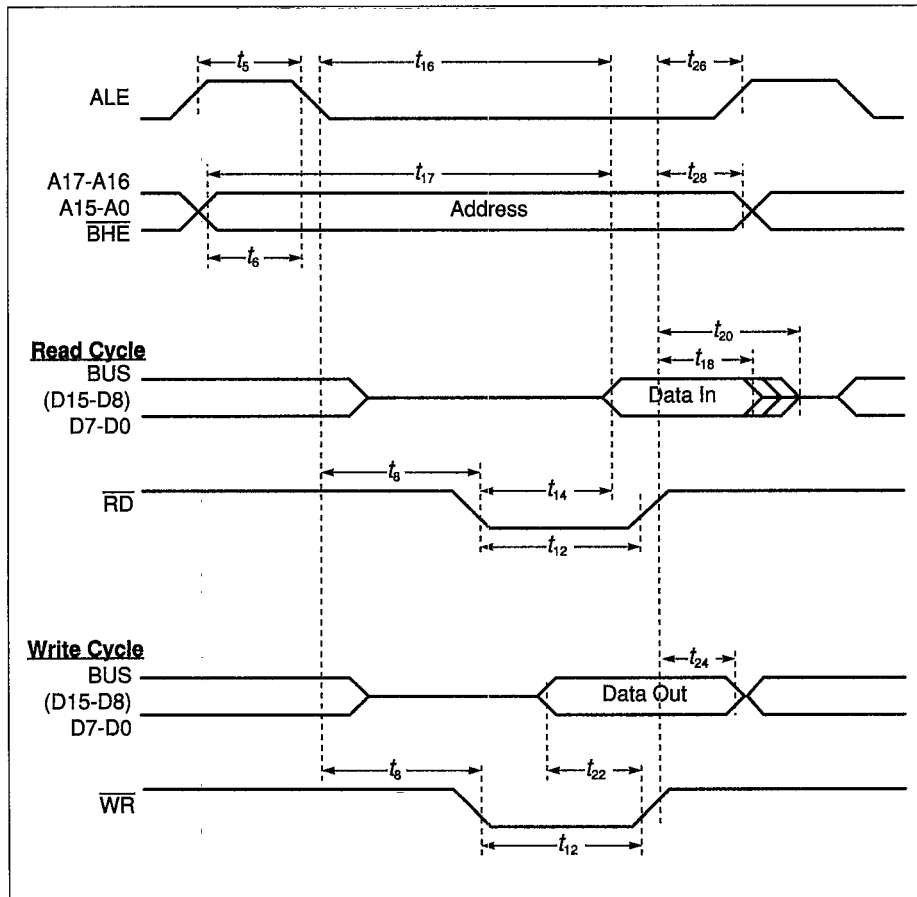 t5
t16
t26
ALE
A17-A16
A15-A0
BHE
t17
t28
Address
t6
t20
Read Cycle
BUS
(D15-D8)
D7-D0
t18
Data In
t8
t14
RD
t12
Write Cycle
BUS
(D15-D8)
D7-D0
t24
Data Out
t8
t22
WR
t12